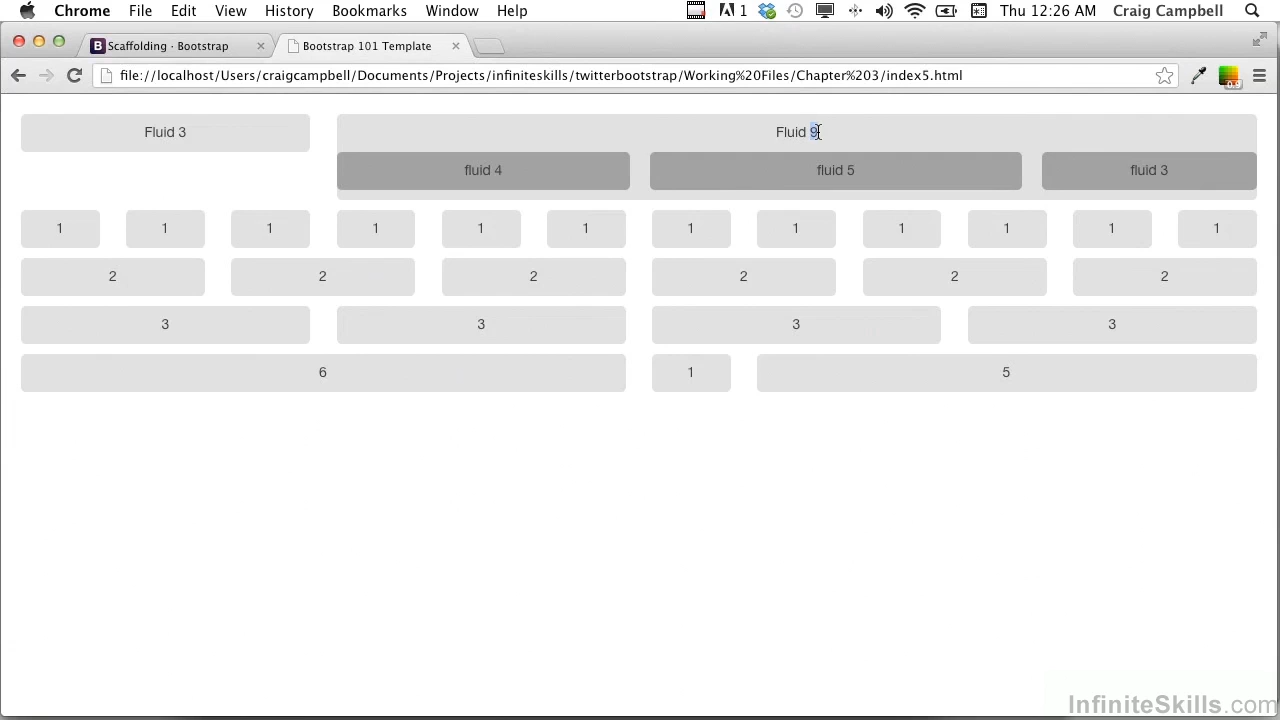 Chrome File Edit View History Bookmarks Window Help 1 Thu 12:26 AM Craig Campbell
B Scaffolding · Bootstrap Bootstrap 101 Template
file://localhost/Users/craigcampbell/Documents/Projects/infiniteskills/twitterbootstrap/Working%20Files/Chapter%203/index5.html
Fluid 3 Fluid 9
fluid 4 fluid 5 fluid 3
1 1 1 1 1 1 1 1 1 1 1 1
2 2 2 2 2 2
3 3 3 3
6 1 5
InfiniteSkills.com